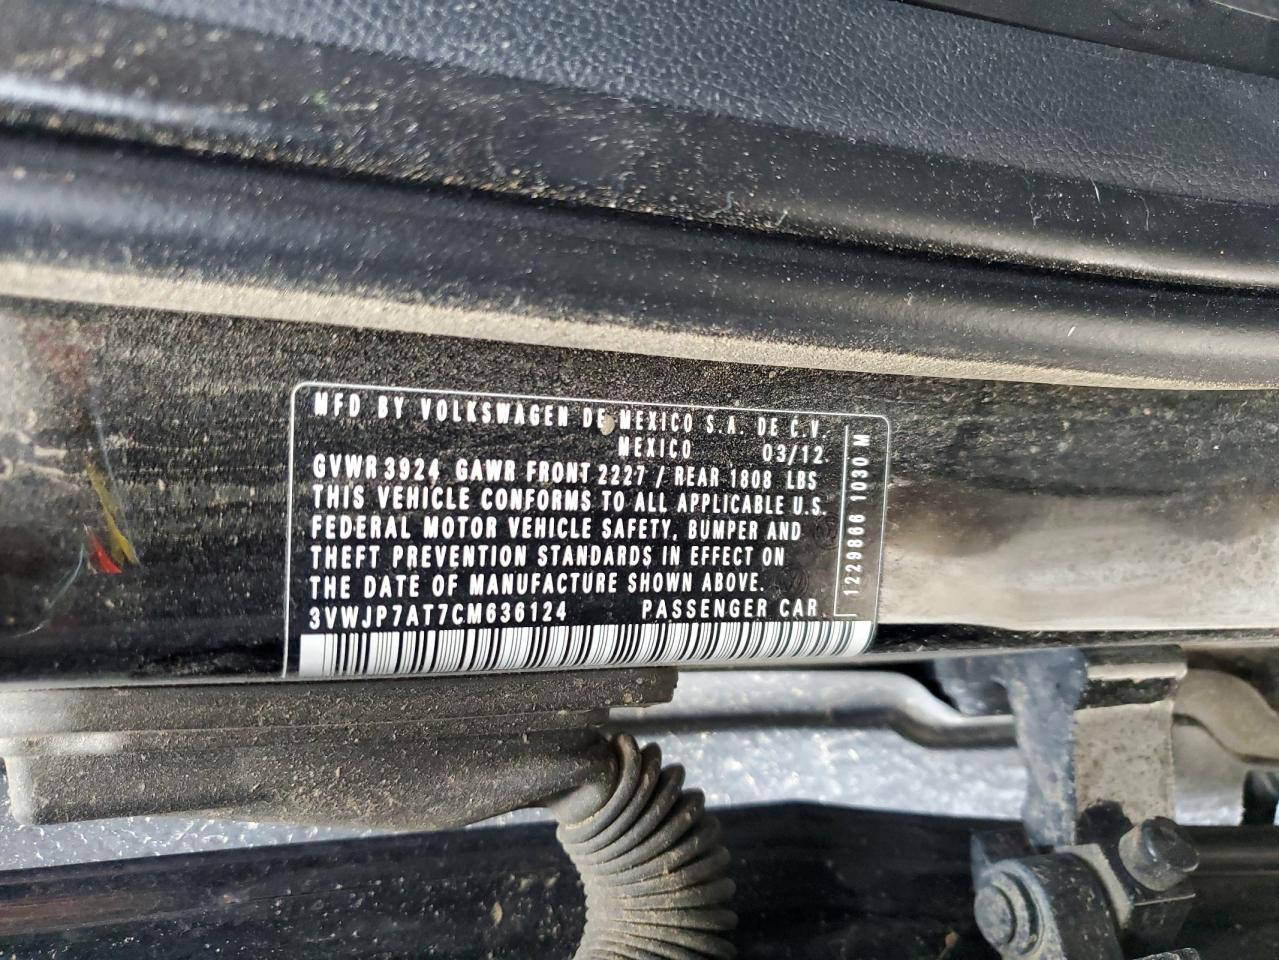 MFD BY VOLKSWAGEN DE MEXICO S.A. DE C.V.
MEXICO 03/12
GVWR 3924 GAWR FRONT 2227 / REAR 1808 LBS
THIS VEHICLE CONFORMS TO ALL APPLICABLE U.S.
FEDERAL MOTOR VEHICLE SAFETY, BUMPER AND
THEFT PREVENTION STANDARDS IN EFFECT ON
THE DATE OF MANUFACTURE SHOWN ABOVE.
3VWJP7AT7CM636124 PASSENGER CAR
1229866 1030 M